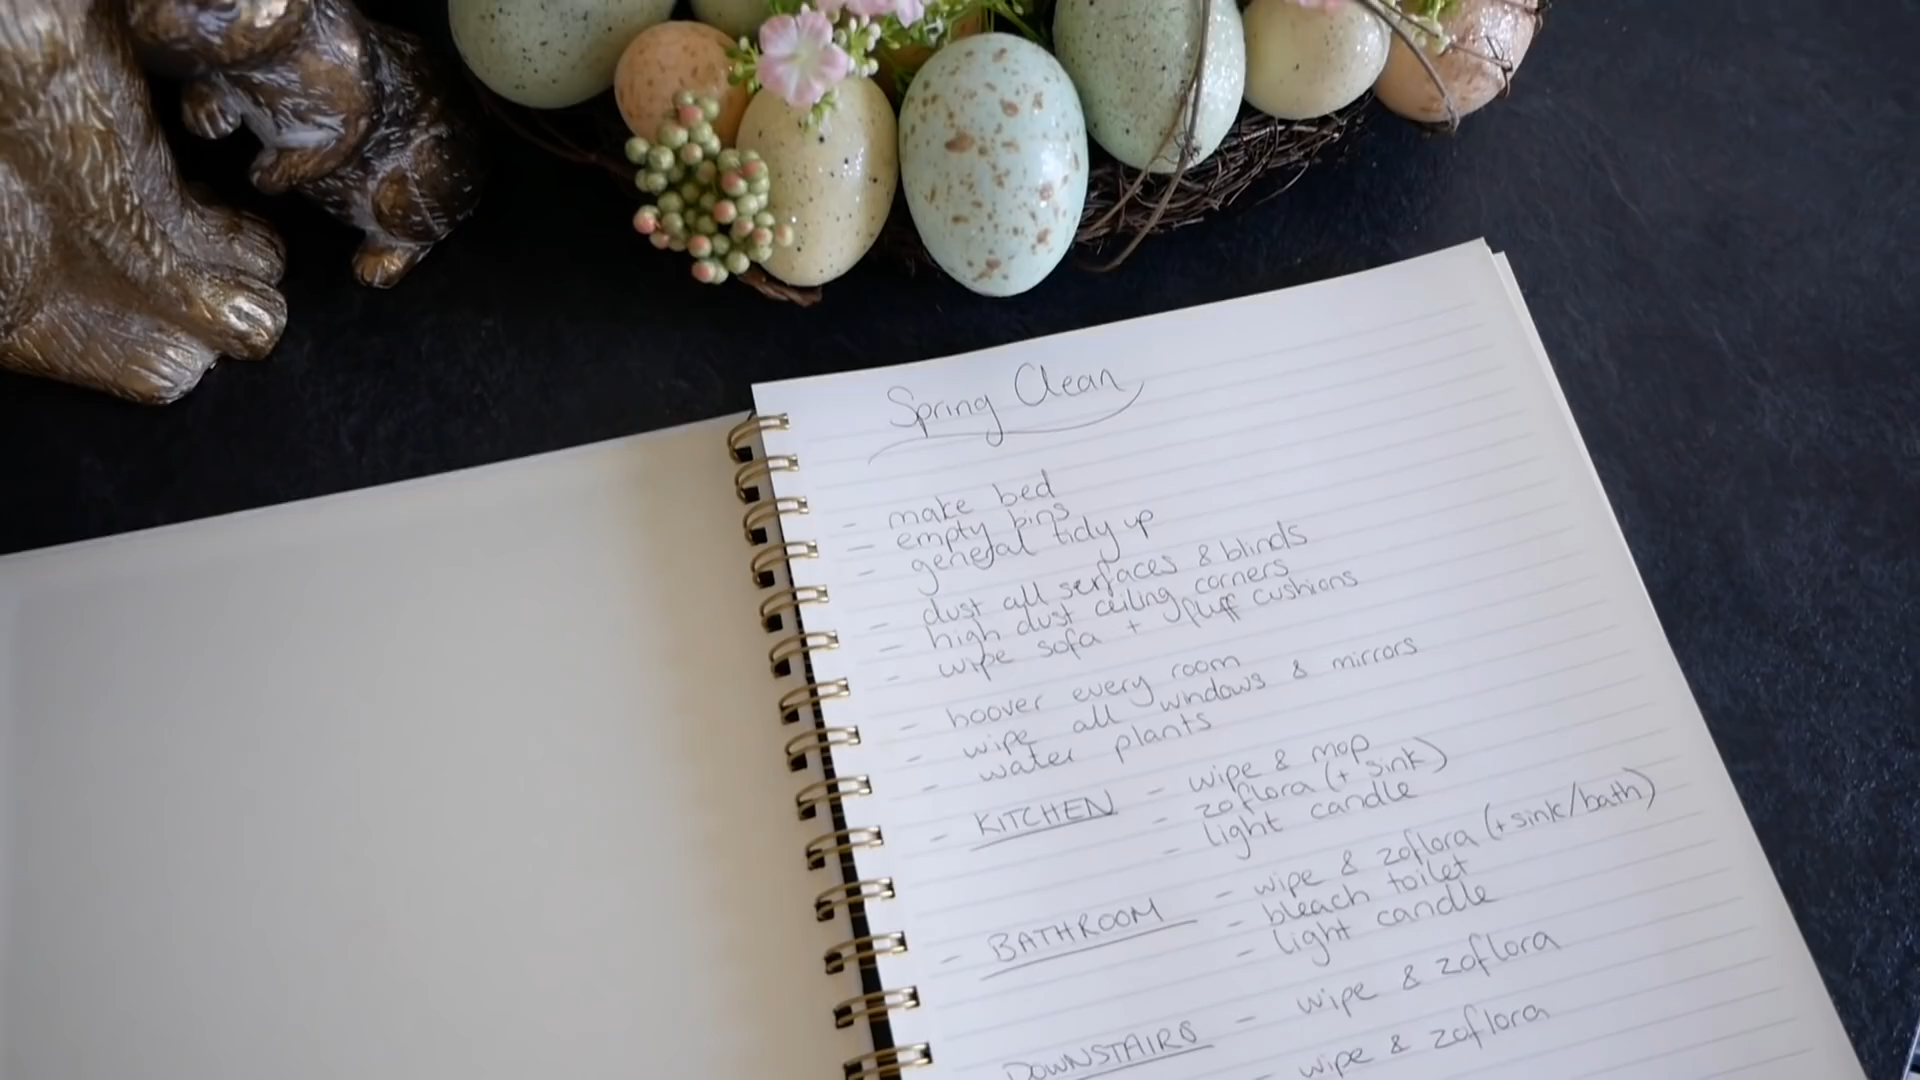 Spring Clean
- make bed
- empty bins
- general tidy up
- dust all surfaces & blinds
- high dust ceiling corners
- wipe sofa + fluff cushions
- hoover every room
- wipe all windows & mirrors
- water plants
- KITCHEN - wipe & mop
- zoflora (+ sink)
- light candle
- BATHROOM - wipe & zoflora (+sink/bath)
- bleach toilet
- light candle
DOWNSTAIRS - wipe & zoflora
- wipe & zoflora